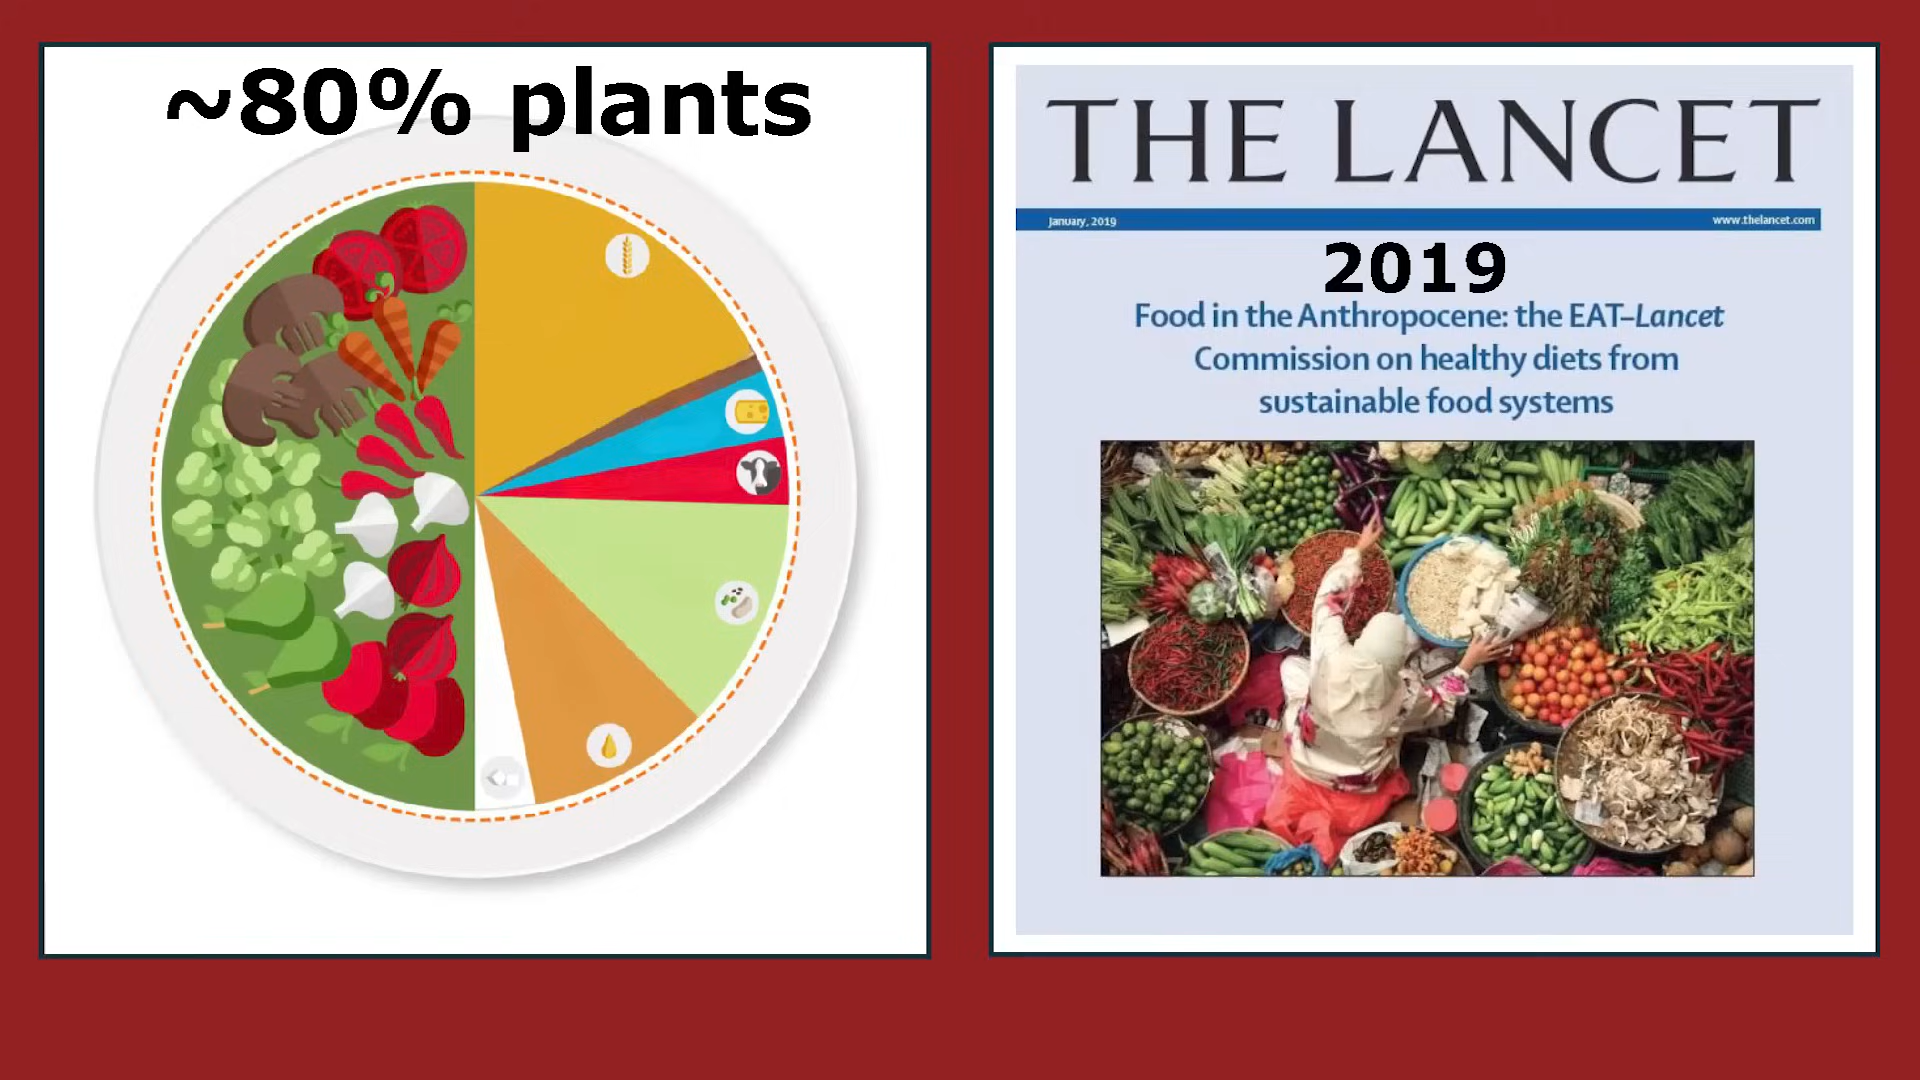 ~80% plants
THE LANCET
January, 2019
www.thelancet.com
2019
Food in the Anthropocene: the EAT–Lancet
Commission on healthy diets from
sustainable food systems